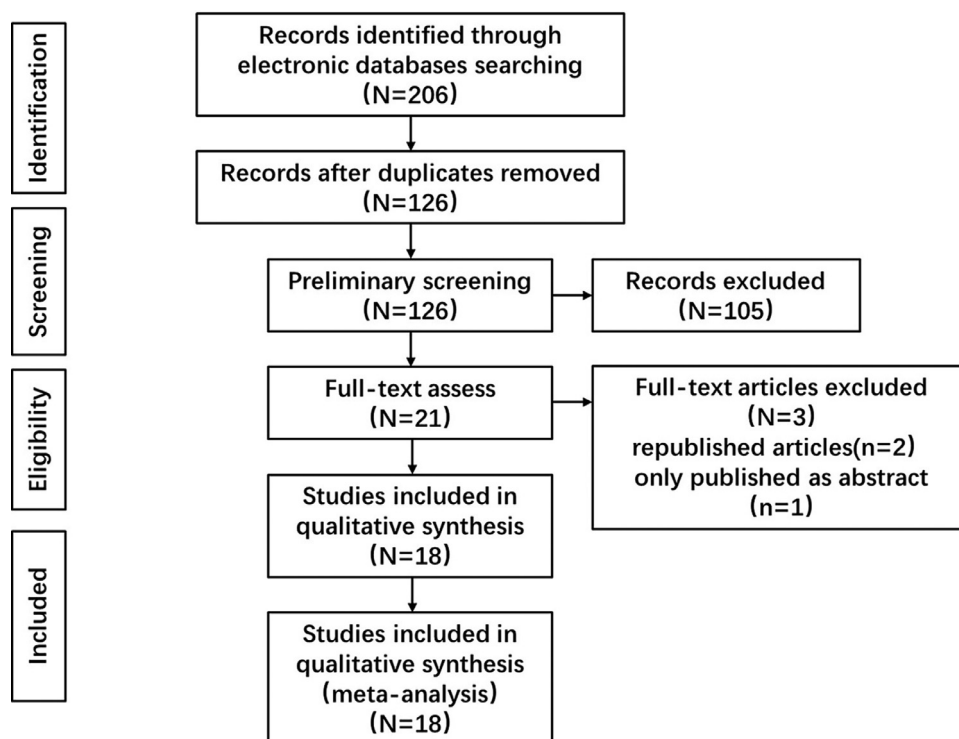 Identification
Records identified through
electronic databases searching
(N=206)
Records after duplicates removed
(N=126)
Screening
Preliminary screening
(N=126)
Records excluded
(N=105)
Eligibility
Full-text assess
(N=21)
Full-text articles excluded
(N=3)
republished articles(n=2)
only published as abstract
(n=1)
Studies included in
qualitative synthesis
(N=18)
Included
Studies included in
qualitative synthesis
(meta-analysis)
(N=18)